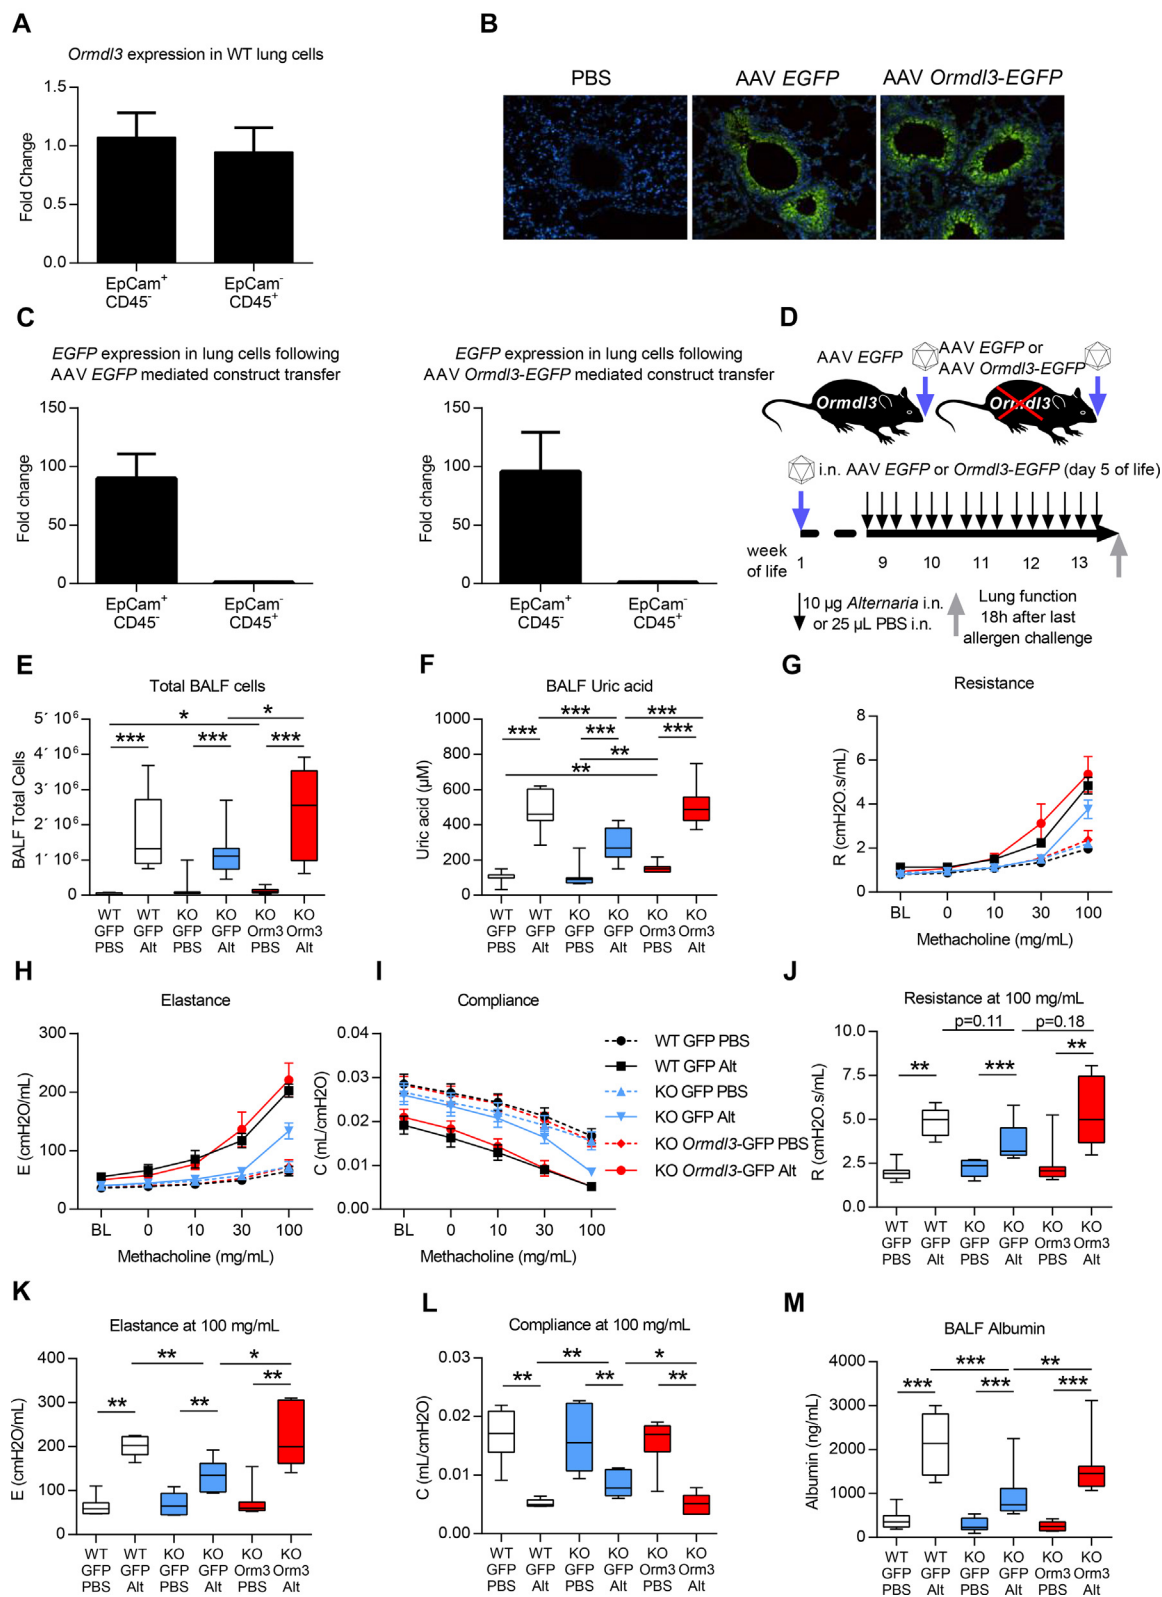 A
Ormdl3 expression in WT lung cells
Fold Change
1.5
1.0
0.5
0.0
EpCam+ CD45-
EpCam- CD45+
B
PBS
AAV EGFP
AAV Ormdl3-EGFP
C
EGFP expression in lung cells following
AAV EGFP mediated construct transfer
Fold change
150
100
50
0
EpCam+ CD45-
EpCam- CD45+
EGFP expression in lung cells following
AAV Ormdl3-EGFP mediated construct transfer
Fold change
150
100
50
0
EpCam+ CD45-
EpCam- CD45+
D
AAV EGFP
AAV EGFP or
AAV Ormdl3-EGFP
Ormdl3
Ormdl3
i.n. AAV EGFP or Ormdl3-EGFP (day 5 of life)
week of life
1
9
10
11
12
13
10 µg Alternaria i.n.
or 25 µL PBS i.n.
Lung function
18h after last
allergen challenge
E
Total BALF cells
BALF Total Cells
5´ 10^6
4´ 10^6
3´ 10^6
2´ 10^6
1´ 10^6
0
* *
*** *** ***
WT GFP PBS
WT GFP Alt
KO GFP PBS
KO GFP Alt
KO Orm3 PBS
KO Orm3 Alt
F
BALF Uric acid
Uric acid (µM)
1000
800
600
400
200
0
*** ***
*** *** ***
**
**
WT GFP PBS
WT GFP Alt
KO GFP PBS
KO GFP Alt
KO Orm3 PBS
KO Orm3 Alt
G
Resistance
R (cmH2O.s/mL)
8
6
4
2
0
BL 0 10 30 100
Methacholine (mg/mL)
H
Elastance
E (cmH2O/mL)
300
200
100
0
BL 0 10 30 100
Methacholine (mg/mL)
I
Compliance
C (mL/cmH2O)
0.04
0.03
0.02
0.01
0.00
BL 0 10 30 100
Methacholine (mg/mL)
WT GFP PBS
WT GFP Alt
KO GFP PBS
KO GFP Alt
KO Ormdl3-GFP PBS
KO Ormdl3-GFP Alt
J
Resistance at 100 mg/mL
R (cmH2O.s/mL)
10.0
7.5
5.0
2.5
0.0
p=0.11 p=0.18
** *** **
WT GFP PBS
WT GFP Alt
KO GFP PBS
KO GFP Alt
KO Orm3 PBS
KO Orm3 Alt
K
Elastance at 100 mg/mL
E (cmH2O/mL)
400
300
200
100
0
** *
** ** **
WT GFP PBS
WT GFP Alt
KO GFP PBS
KO GFP Alt
KO Orm3 PBS
KO Orm3 Alt
L
Compliance at 100 mg/mL
C (mL/cmH2O)
0.03
0.02
0.01
0.00
** *
** ** **
WT GFP PBS
WT GFP Alt
KO GFP PBS
KO GFP Alt
KO Orm3 PBS
KO Orm3 Alt
M
BALF Albumin
Albumin (ng/mL)
4000
3000
2000
1000
0
*** **
*** *** ***
WT GFP PBS
WT GFP Alt
KO GFP PBS
KO GFP Alt
KO Orm3 PBS
KO Orm3 Alt